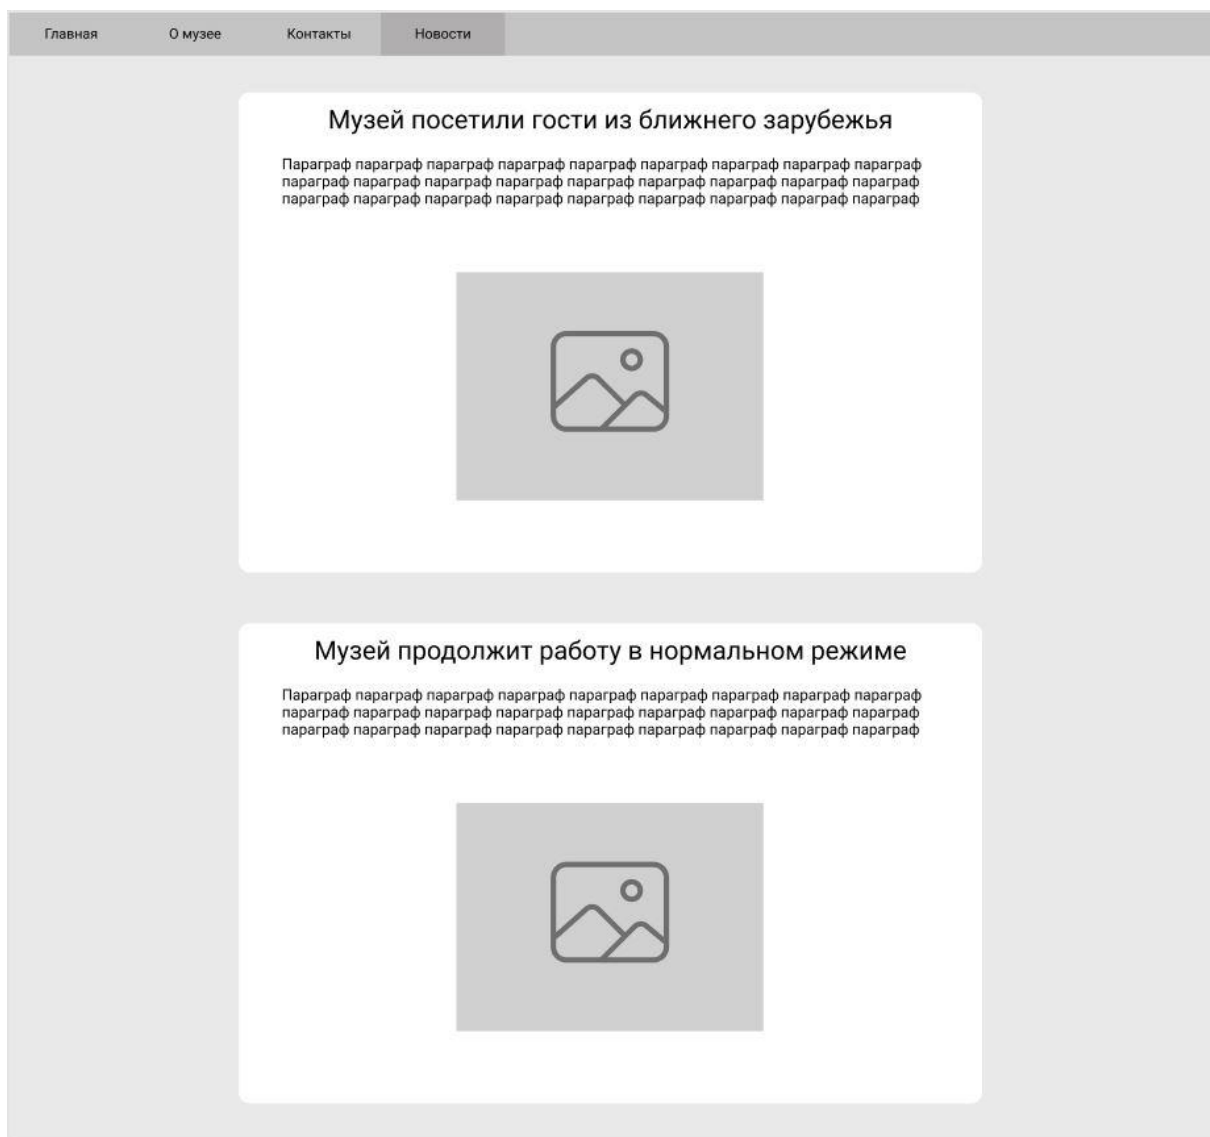 Главная О музее Контакты Новости
Музей посетили гости из ближнего зарубежья
Параграф параграф параграф параграф параграф параграф параграф параграф параграф
параграф параграф параграф параграф параграф параграф параграф параграф параграф
параграф параграф параграф параграф параграф параграф параграф параграф параграф
Музей продолжит работу в нормальном режиме
Параграф параграф параграф параграф параграф параграф параграф параграф параграф
параграф параграф параграф параграф параграф параграф параграф параграф параграф
параграф параграф параграф параграф параграф параграф параграф параграф параграф